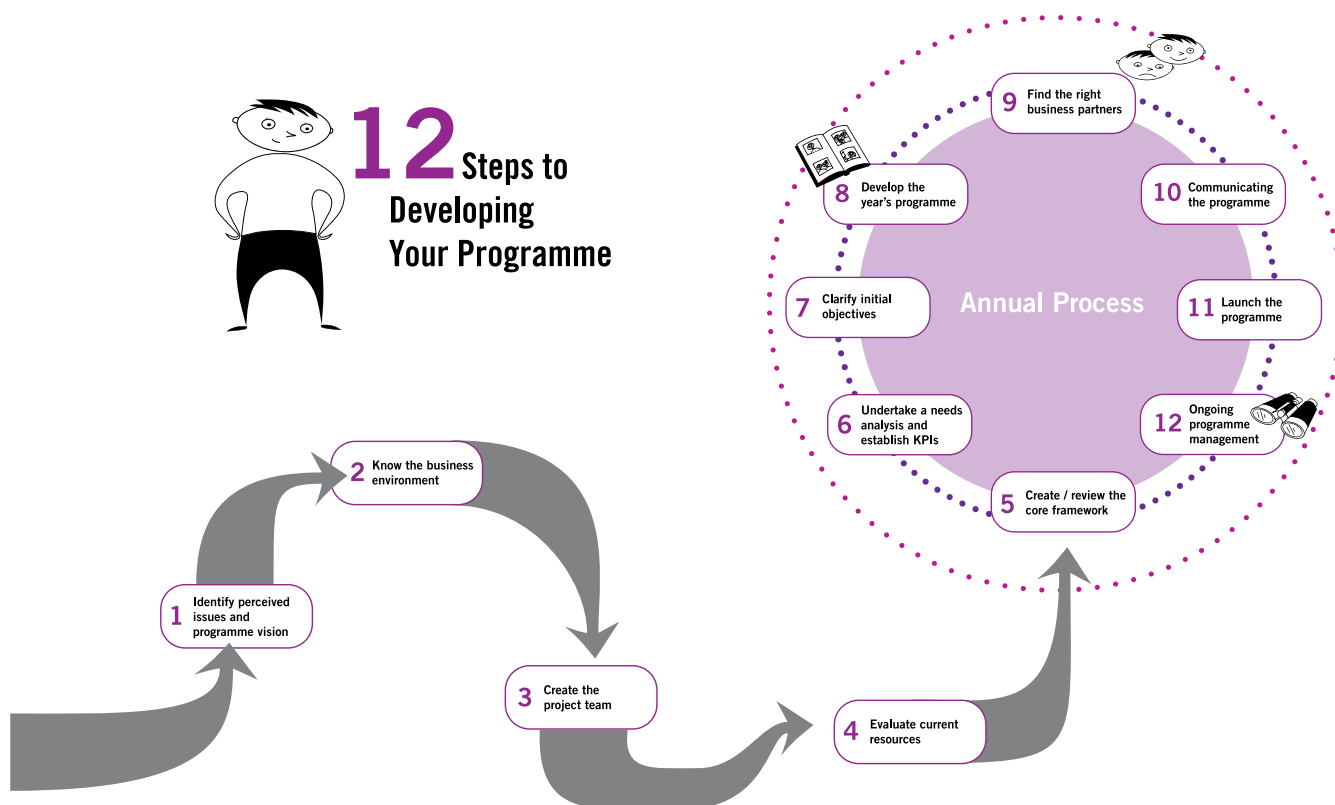 12 Steps to
Developing
Your Programme
1 Identify perceived
issues and
programme vision
2 Know the business
environment
3 Create the
project team
4 Evaluate current
resources
5 Create / review the
core framework
6 Undertake a needs
analysis and
establish KPIs
7 Clarify initial
objectives
8 Develop the
year's programme
9 Find the right
business partners
10 Communicating
the programme
11 Launch the
programme
12 Ongoing
programme
management
Annual Process